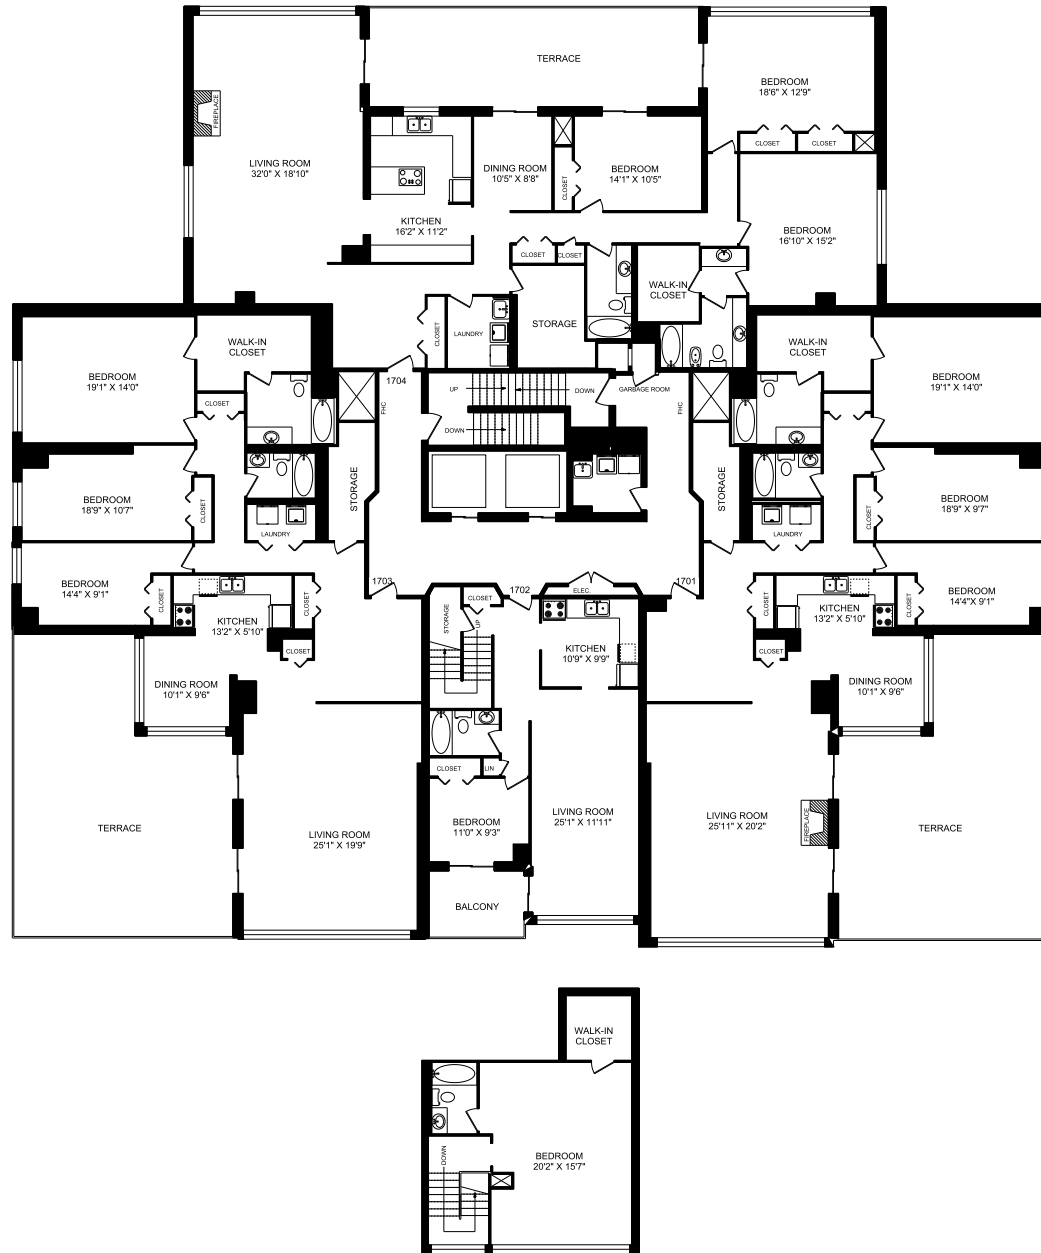 TERRACE
BEDROOM
18'6" X 12'9"
FIREPLACE
CLOSET
CLOSET
LIVING ROOM
32'0" X 18'10"
DINING ROOM
10'5" X 8'8"
BEDROOM
14'1" X 10'5"
CLOSET
KITCHEN
16'2" X 11'2"
BEDROOM
16'10" X 15'2"
CLOSET
CLOSET
WALK-IN
CLOSET
STORAGE
CLOSET
LAUNDRY
WALK-IN
CLOSET
WALK-IN
CLOSET
BEDROOM
19'1" X 14'0"
1704
UP
DOWN
GARBAGE ROOM
BEDROOM
19'1" X 14'0"
CLOSET
FHC
FHC
DOWN
BEDROOM
18'9" X 10'7"
CLOSET
STORAGE
STORAGE
CLOSET
BEDROOM
18'9" X 9'7"
LAUNDRY
LAUNDRY
BEDROOM
14'4" X 9'1"
CLOSET
CLOSET
1703
1702
ELEC.
1701
CLOSET
CLOSET
BEDROOM
14'4"X 9'1"
KITCHEN
13'2" X 5'10"
CLOSET
STORAGE
UP
KITCHEN
13'2" X 5'10"
CLOSET
KITCHEN
10'9" X 9'9"
CLOSET
DINING ROOM
10'1" X 9'6"
DINING ROOM
10'1" X 9'6"
CLOSET
LIN
TERRACE
LIVING ROOM
25'1" X 19'9"
BEDROOM
11'0" X 9'3"
LIVING ROOM
25'1" X 11'11"
LIVING ROOM
25'11" X 20'2"
FIREPLACE
TERRACE
BALCONY
WALK-IN
CLOSET
DOWN
BEDROOM
20'2" X 15'7"